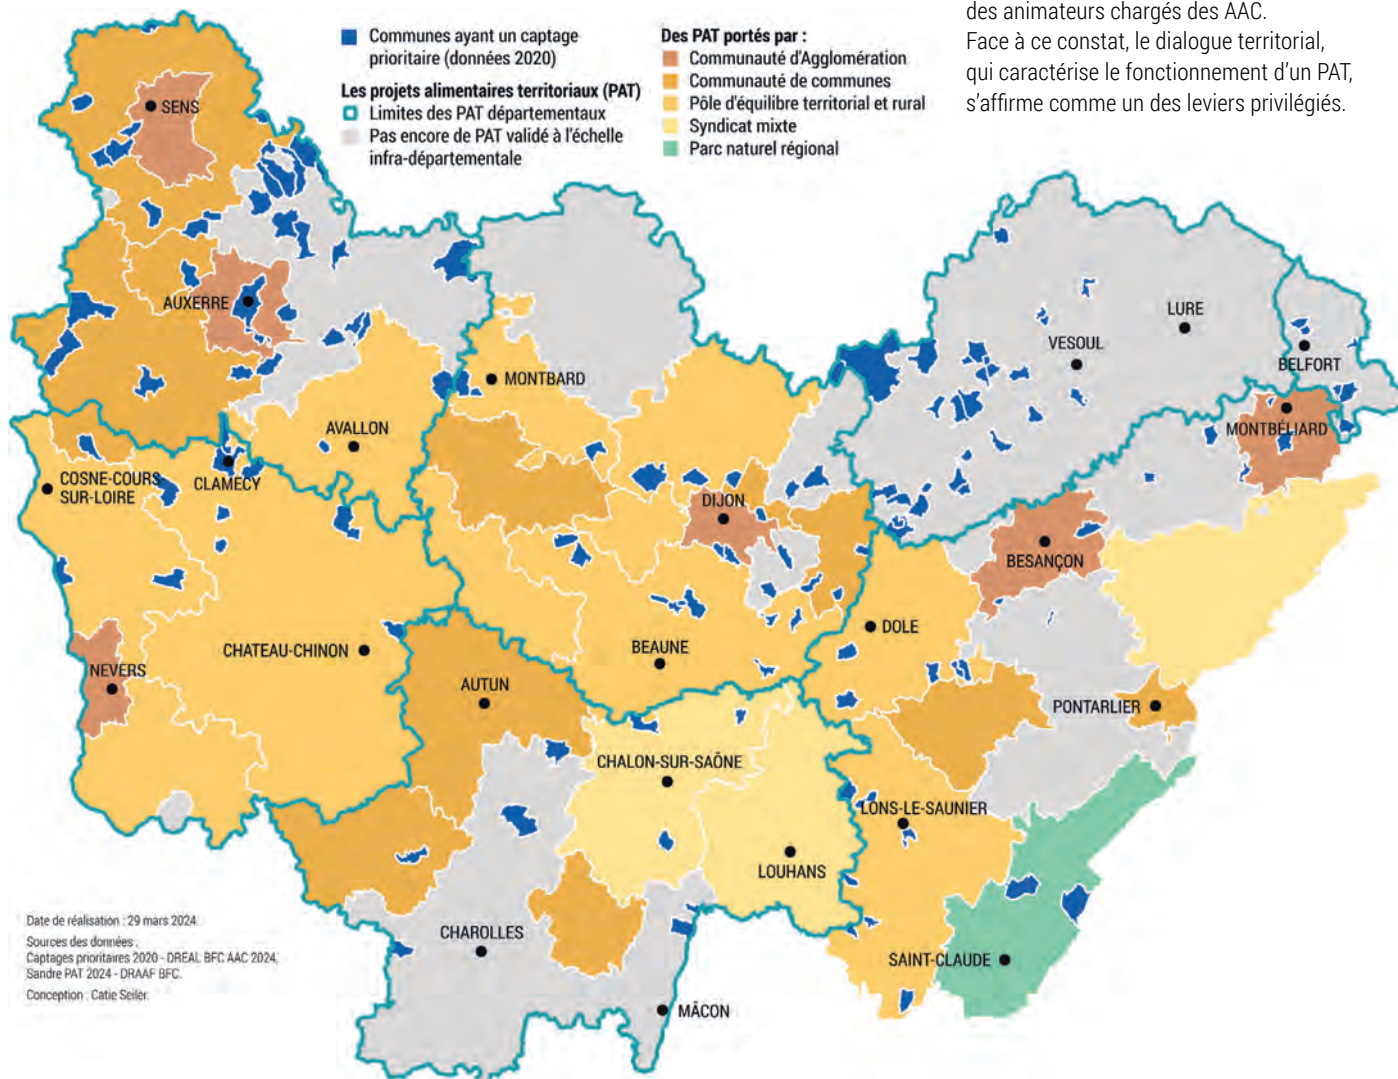 des animateurs chargés des AAC.
Face à ce constat, le dialogue territorial,
qui caractérise le fonctionnement d'un PAT,
s'affirme comme un des leviers privilégiés.
Communes ayant un captage
prioritaire (données 2020)
Les projets alimentaires territoriaux (PAT)
Limites des PAT départementaux
Pas encore de PAT validé à l'échelle
infra-départementale
Des PAT portés par :
Communauté d'Agglomération
Communauté de communes
Pôle d'équilibre territorial et rural
Syndicat mixte
Parc naturel régional
SENS
AUXERRE
MONTBARD
AVALLON
COSNE-COURS
SUR-LOIRE
CLAMECY
DIJON
VESOUL
LURE
BELFORT
MONTBÉLIARD
BESANÇON
DOLE
CHATEAU-CHINON
BEAUNE
NEVERS
AUTUN
PONTARLIER
CHALON-SUR-SAÔNE
LONS-LE-SAUNIER
LOUHANS
CHAROLLES
SAINT-CLAUDE
MÂCON
Date de réalisation : 29 mars 2024.
Sources des données :
Captages prioritaires 2020 - DREAL BFC AAC 2024,
Sandre PAT 2024 - DRAAF BFC.
Conception : Catie Seiler.